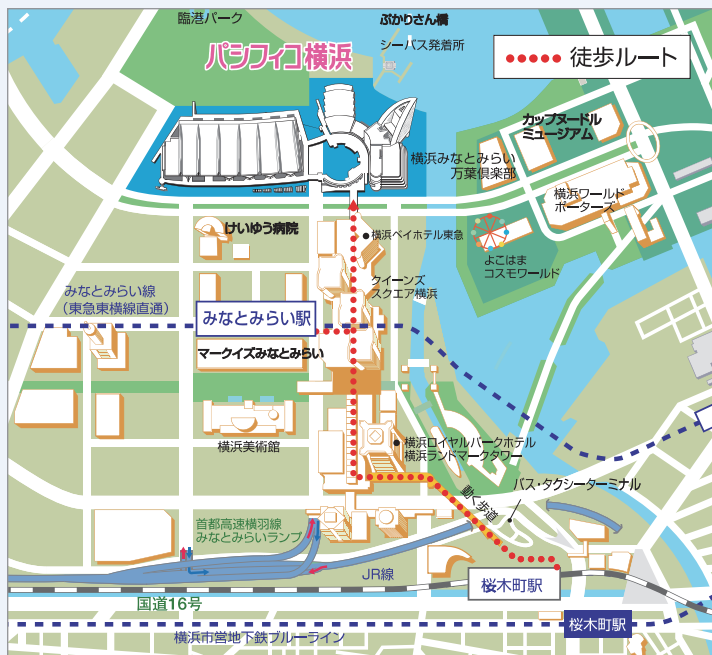 臨港パーク
ぷかりさん橋
シーバス発着所
パシフィコ横浜
徒歩ルート
カップヌードル
ミュージアム
横浜みなとみらい
万葉倶楽部
横浜ワールド
ポーターズ
けいゆう病院
横浜ベイホテル東急
よこはま
コスモワールド
クイーンズ
スクエア横浜
みなとみらい線
（東急東横線直通）
みなとみらい駅
マークイズみなとみらい
横浜美術館
横浜ロイヤルパークホテル
横浜ランドマークタワー
動く歩道
バス・タクシーターミナル
首都高速横羽線
みなとみらいランプ
JR線
桜木町駅
国道16号
桜木町駅
横浜市営地下鉄ブルーライン